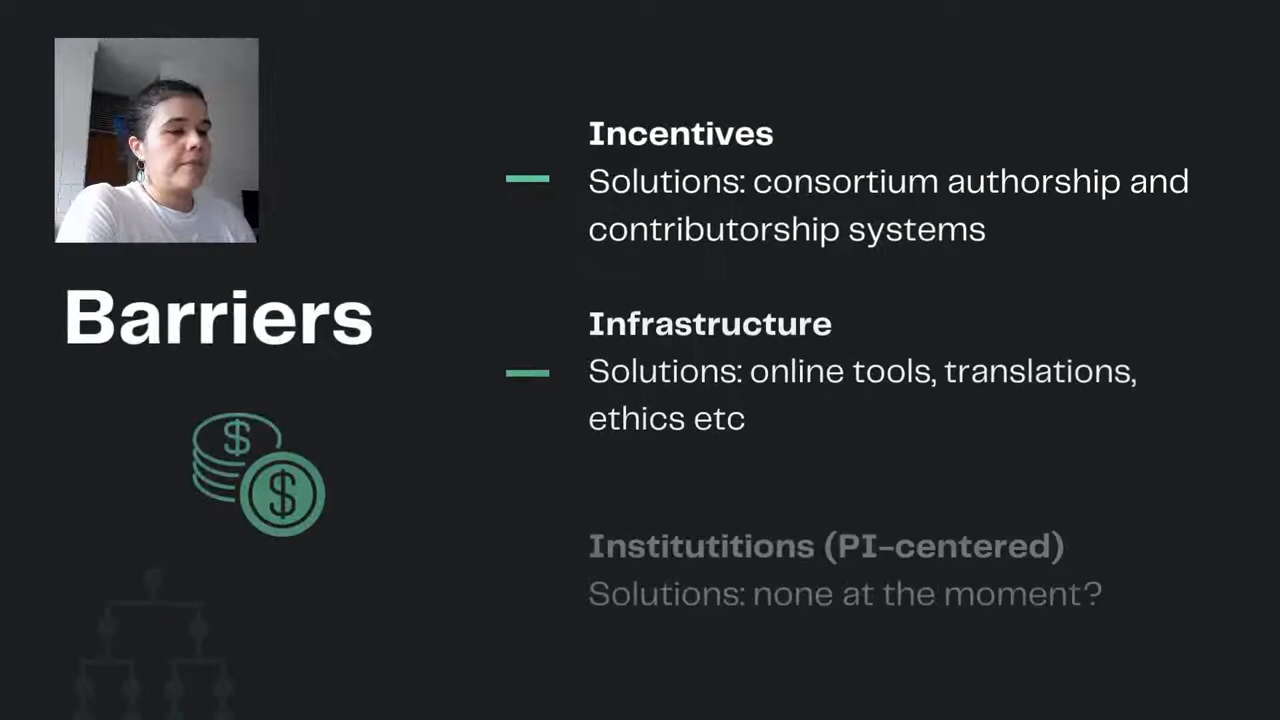 Barriers
Incentives
Solutions: consortium authorship and
contributorship systems
Infrastructure
Solutions: online tools, translations,
ethics etc
Institutitions (PI-centered)
Solutions: none at the moment?
$
$